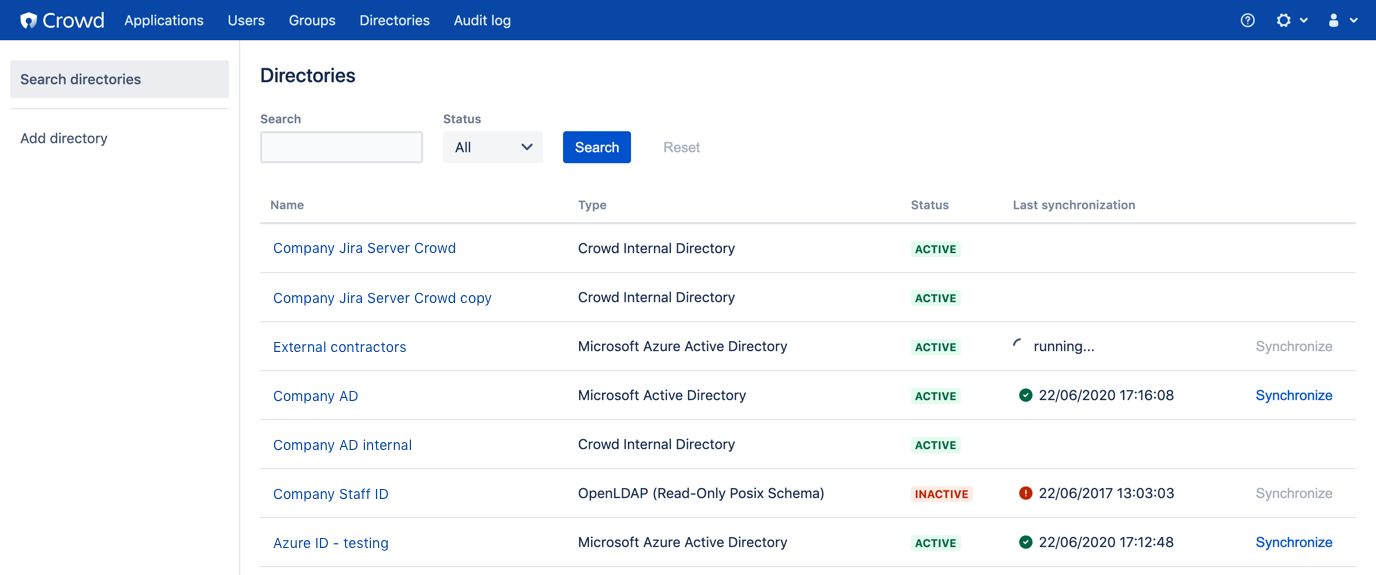 Crowd Applications Users Groups Directories Audit log
Search directories
Add directory
Directories
Search Status
All Search Reset
Name Type Status Last synchronization
Company Jira Server Crowd Crowd Internal Directory ACTIVE
Company Jira Server Crowd copy Crowd Internal Directory ACTIVE
External contractors Microsoft Azure Active Directory ACTIVE running... Synchronize
Company AD Microsoft Active Directory ACTIVE 22/06/2020 17:16:08 Synchronize
Company AD internal Crowd Internal Directory ACTIVE
Company Staff ID OpenLDAP (Read-Only Posix Schema) INACTIVE 22/06/2017 13:03:03 Synchronize
Azure ID - testing Microsoft Azure Active Directory ACTIVE 22/06/2020 17:12:48 Synchronize